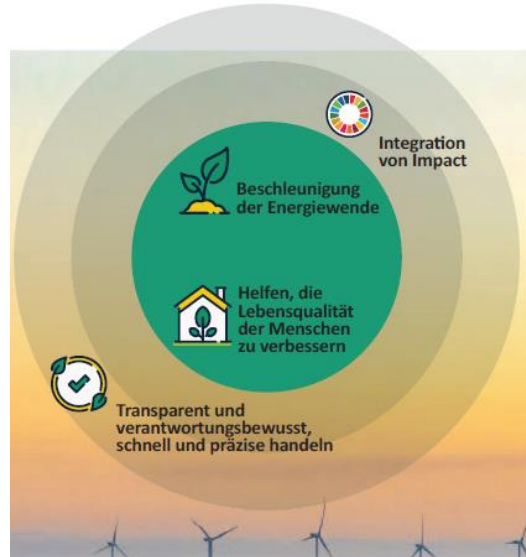 Integration
von Impact
Beschleunigung
der Energiewende
Helfen, die
Lebensqualität
der Menschen
zu verbessern
Transparent und
verantwortungsbewusst,
schnell und präzise handeln